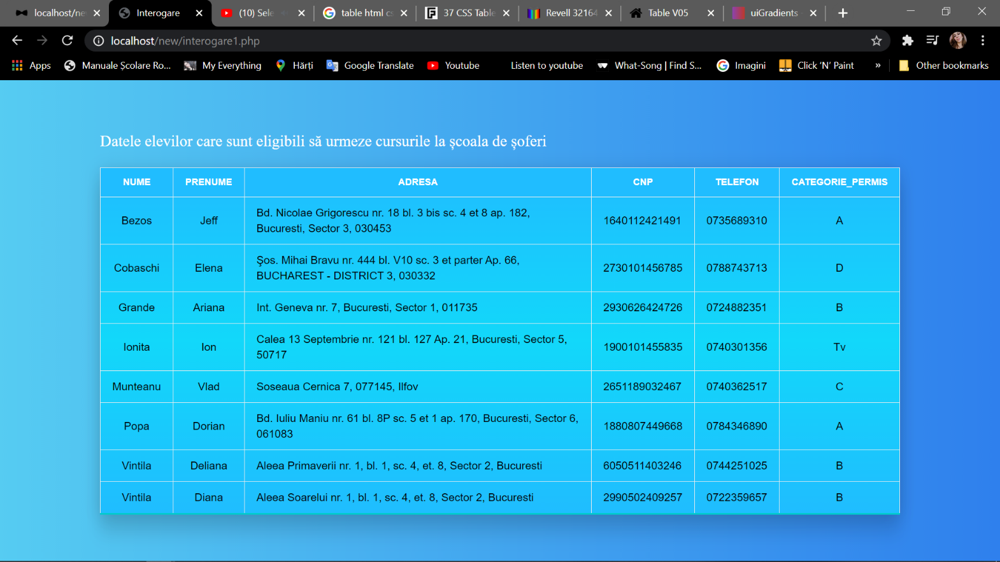 localhost/ne
Interogare
(10) Sele
table html cs
37 CSS Table
Revell 32164
Table V05
uiGradients
localhost/new/interogare1.php
Apps
Manuale Școlare Ro...
My Everything
Hărți
Google Translate
Youtube
Listen to youtube
What-Song | Find S...
Imagini
Click ‘N’ Paint
»
Other bookmarks
Datele elevilor care sunt eligibili să urmeze cursurile la școala de șoferi
NUME PRENUME ADRESA CNP TELEFON CATEGORIE_PERMIS
Bezos Jeff Bd. Nicolae Grigorescu nr. 18 bl. 3 bis sc. 4 et 8 ap. 182,
Bucuresti, Sector 3, 030453
1640112421491 0735689310 A
Cobaschi Elena Şos. Mihai Bravu nr. 444 bl. V10 sc. 3 et parter Ap. 66,
BUCHAREST - DISTRICT 3, 030332
2730101456785 0788743713 D
Grande Ariana Int. Geneva nr. 7, Bucuresti, Sector 1, 011735 2930626424726 0724882351 B
Ionita Ion Calea 13 Septembrie nr. 121 bl. 127 Ap. 21, Bucuresti, Sector 5,
50717
1900101455835 0740301356 Tv
Munteanu Vlad Soseaua Cernica 7, 077145, Ilfov 2651189032467 0740362517 C
Popa Dorian Bd. Iuliu Maniu nr. 61 bl. 8P sc. 5 et 1 ap. 170, Bucuresti, Sector 6,
061083
1880807449668 0784346890 A
Vintila Deliana Aleea Primaverii nr. 1, bl. 1, sc. 4, et. 8, Sector 2, Bucuresti 6050511403246 0744251025 B
Vintila Diana Aleea Soarelui nr. 1, bl. 1, sc. 4, et. 8, Sector 2, Bucuresti 2990502409257 0722359657 B